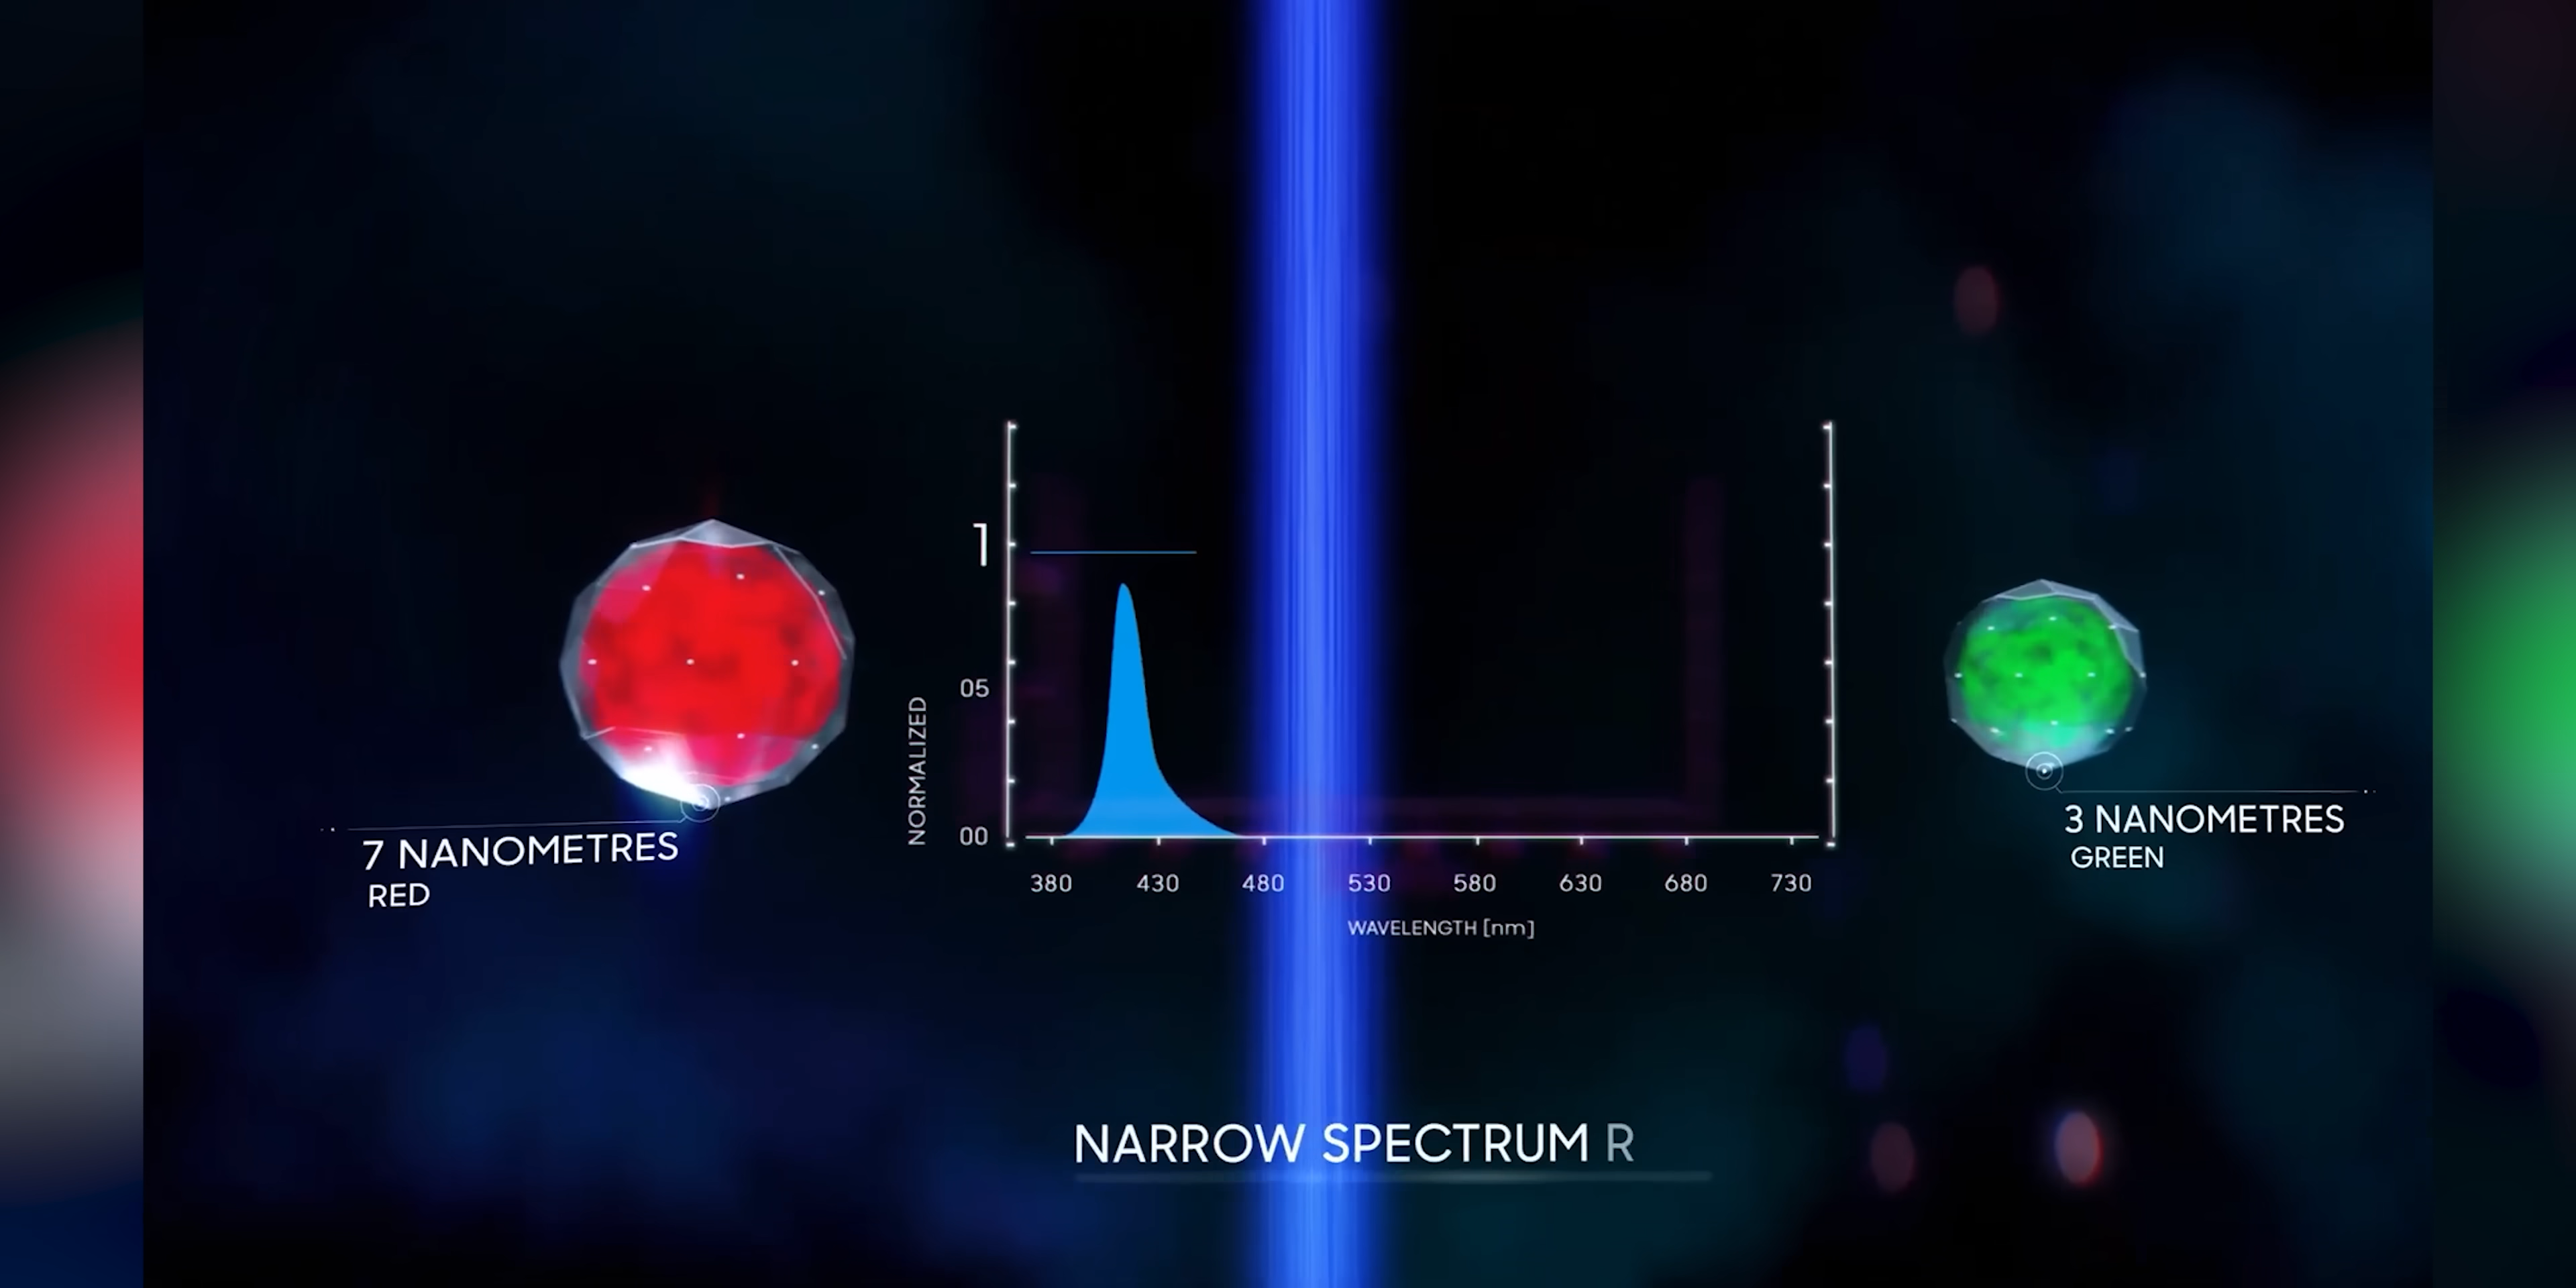 7 NANOMETRES
RED
NORMALIZED
1
05
00
380 430 480 530 580 630 680 730
WAVELENGTH [nm]
3 NANOMETRES
GREEN
NARROW SPECTRUM R